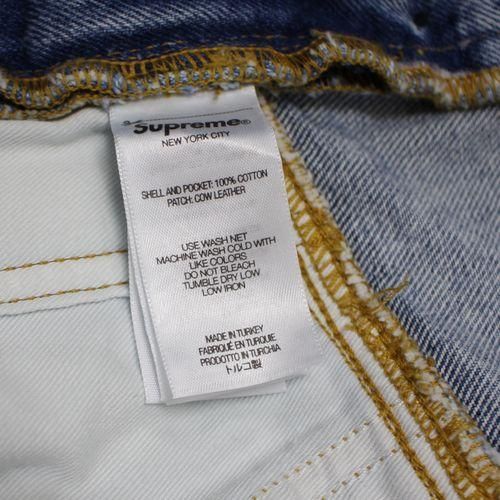 Supreme®
NEW YORK CITY
SHELL AND POCKET: 100% COTTON
PATCH: COW LEATHER
USE WASH NET
MACHINE WASH COLD WITH
LIKE COLORS
DO NOT BLEACH
TUMBLE DRY LOW
LOW IRON
MADE IN TURKEY
FABRIQUÉ EN TURQUIE
PRODOTTO IN TURCHIA
トルコ製